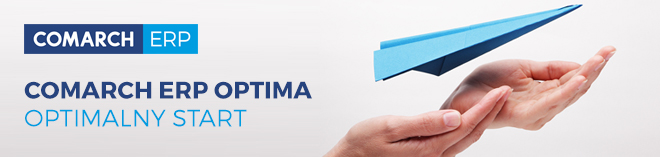 COMARCH ERP
COMARCH ERP OPTIMA
OPTIMALNY START